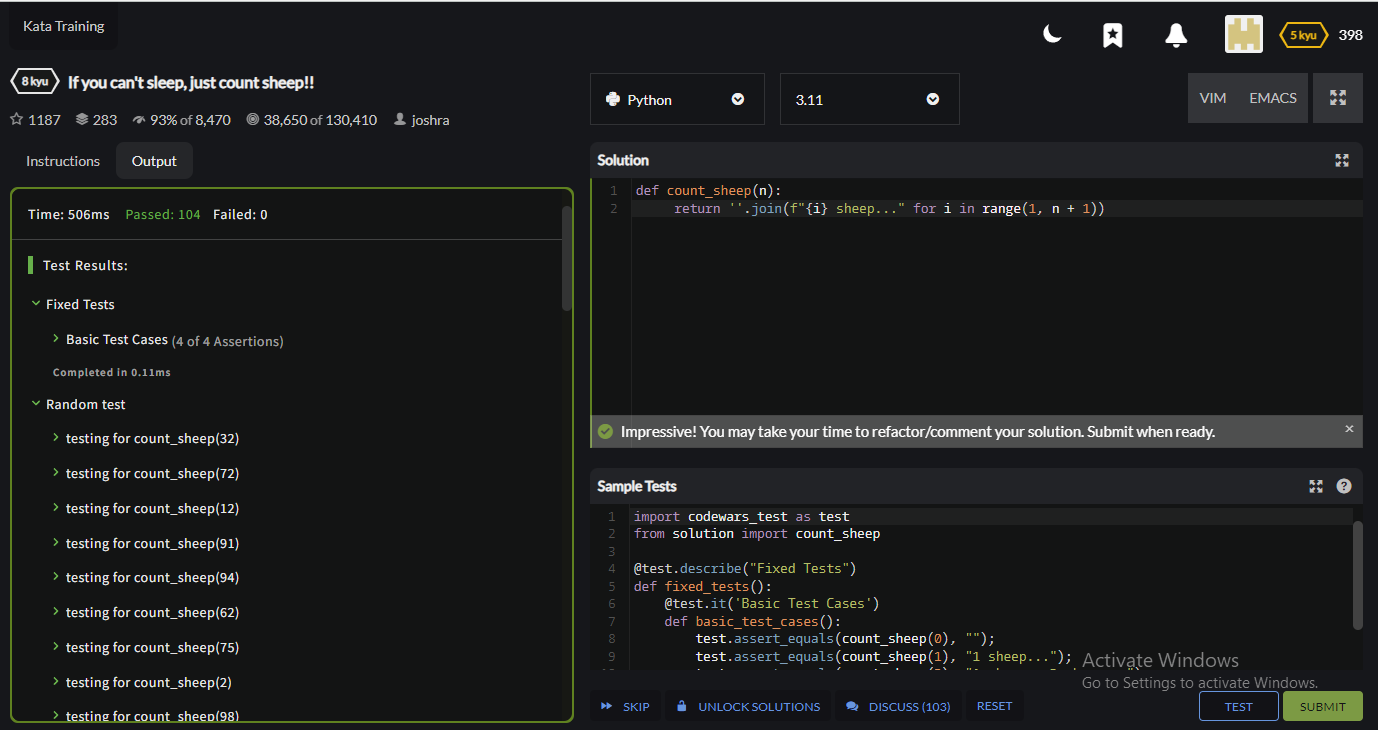 Kata Training
5 kyu 398
8 kyu If you can't sleep, just count sheep!!
1187 283 93% of 8,470 38,650 of 130,410 joshra
Python 3.11 VIM EMACS
Instructions Output
Time: 506ms Passed: 104 Failed: 0
Test Results:
Fixed Tests
Basic Test Cases (4 of 4 Assertions)
Completed in 0.11ms
Random test
testing for count_sheep(32)
testing for count_sheep(72)
testing for count_sheep(12)
testing for count_sheep(91)
testing for count_sheep(94)
testing for count_sheep(62)
testing for count_sheep(75)
testing for count_sheep(2)
testing for count_sheep(98)
Solution
1 def count_sheep(n):
2 return ''.join(f"{i} sheep..." for i in range(1, n + 1))
Impressive! You may take your time to refactor/comment your solution. Submit when ready. ×
Sample Tests ?
1 import codewars_test as test
2 from solution import count_sheep
3
4 @test.describe("Fixed Tests")
5 def fixed_tests():
6 @test.it('Basic Test Cases')
7 def basic_test_cases():
8 test.assert_equals(count_sheep(0), "");
9 test.assert_equals(count_sheep(1), "1 sheep...");
Activate Windows
Go to Settings to activate Windows.
SKIP UNLOCK SOLUTIONS DISCUSS (103) RESET TEST SUBMIT